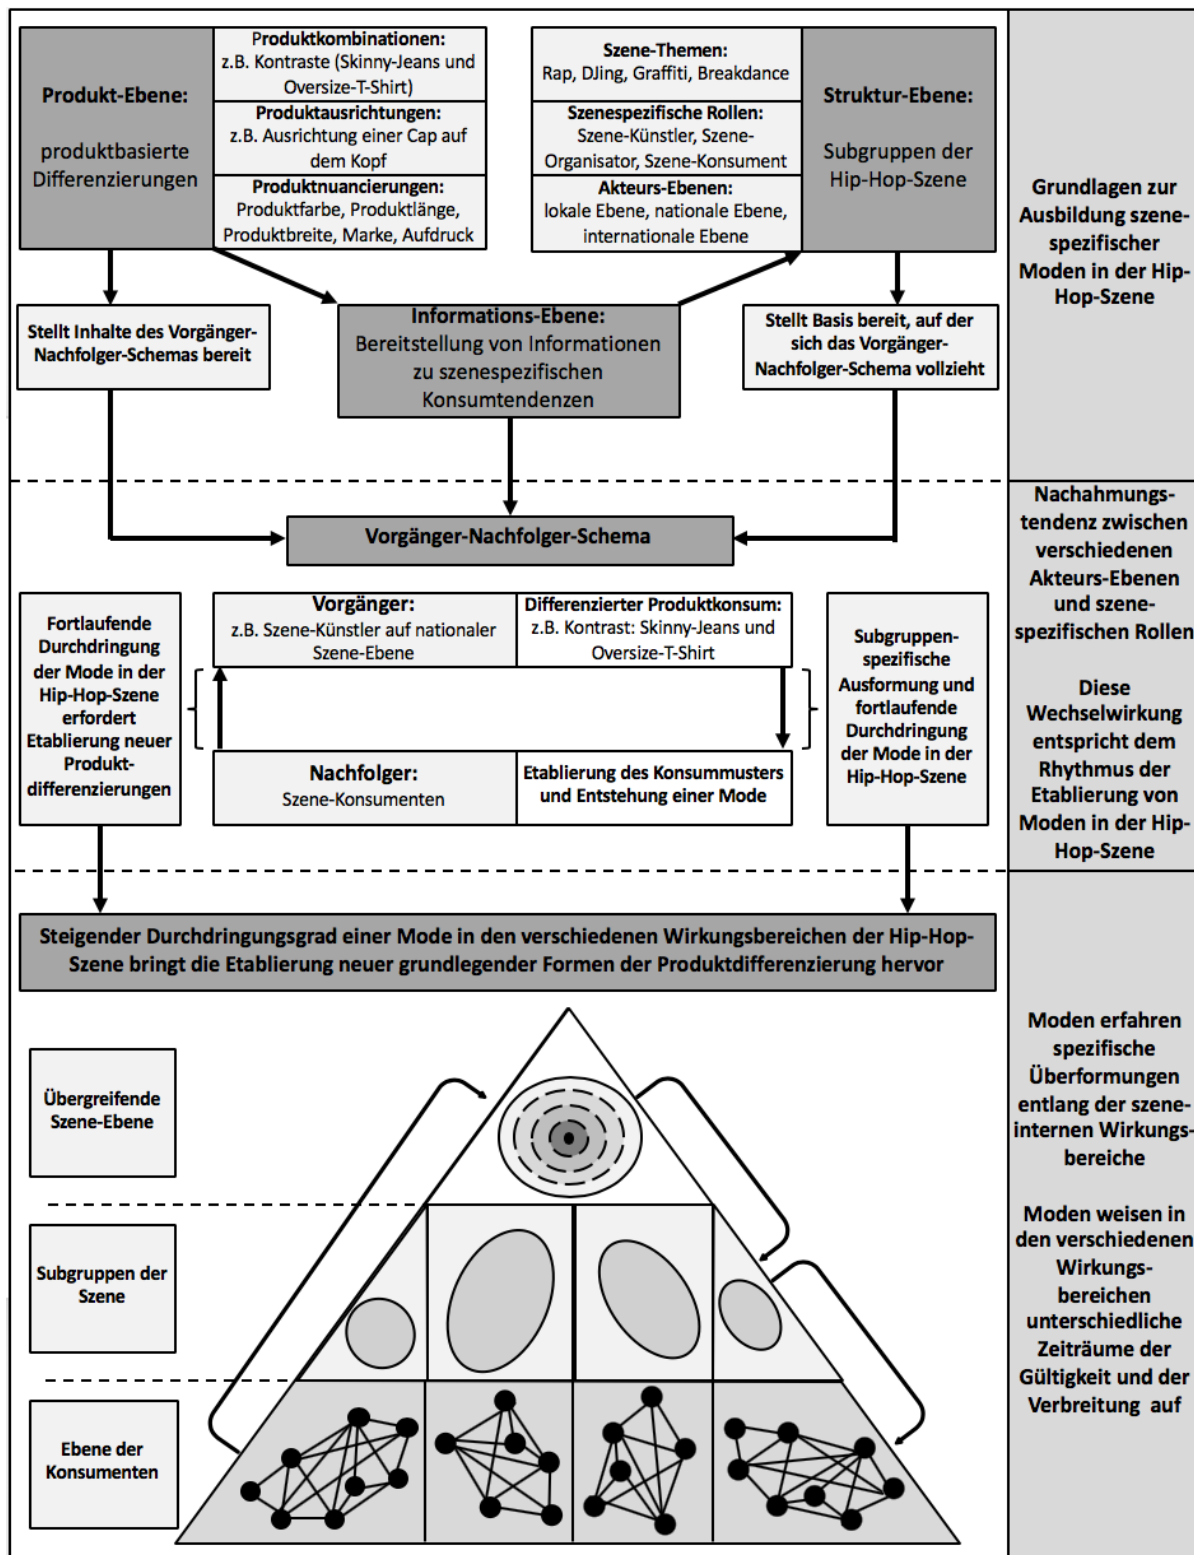 Produkt-Ebene:
produktbasierte
Differenzierungen
Produktkombinationen:
z.B. Kontraste (Skinny-Jeans und
Oversize-T-Shirt)
Produktausrichtungen:
z.B. Ausrichtung einer Cap auf
dem Kopf
Produktnuancierungen:
Produktfarbe, Produktlänge,
Produktbreite, Marke, Aufdruck
Szene-Themen:
Rap, DJing, Graffiti, Breakdance
Szenespezifische Rollen:
Szene-Künstler, Szene-
Organisator, Szene-Konsument
Akteurs-Ebenen:
lokale Ebene, nationale Ebene,
internationale Ebene
Struktur-Ebene:
Subgruppen der
Hip-Hop-Szene
Grundlagen zur
Ausbildung szene-
spezifischer
Moden in der Hip-
Hop-Szene
Stellt Inhalte des Vorgänger-
Nachfolger-Schemas bereit
Informations-Ebene:
Bereitstellung von Informationen
zu szenespezifischen
Konsumtendenzen
Stellt Basis bereit, auf der
sich das Vorgänger-
Nachfolger-Schema vollzieht
Vorgänger-Nachfolger-Schema
Nachahmungs-
tendenz zwischen
verschiedenen
Akteurs-Ebenen
und szene-
spezifischen Rollen
Diese
Wechselwirkung
entspricht dem
Rhythmus der
Etablierung von
Moden in der Hip-
Hop-Szene
Fortlaufende
Durchdringung
der Mode in der
Hip-Hop-Szene
erfordert
Etablierung neuer
Produkt-
differenzierungen
Vorgänger:
z.B. Szene-Künstler auf nationaler
Szene-Ebene
Differenzierter Produktkonsum:
z.B. Kontrast: Skinny-Jeans und
Oversize-T-Shirt
Nachfolger:
Szene-Konsumenten
Etablierung des Konsummusters
und Entstehung einer Mode
Subgruppen-
spezifische
Ausformung und
fortlaufende
Durchdringung
der Mode in der
Hip-Hop-Szene
Steigender Durchdringungsgrad einer Mode in den verschiedenen Wirkungsbereichen der Hip-Hop-
Szene bringt die Etablierung neuer grundlegender Formen der Produktdifferenzierung hervor
Übergreifende
Szene-Ebene
Subgruppen der
Szene
Ebene der
Konsumenten
Moden erfahren
spezifische
Überformungen
entlang der szene-
internen Wirkungs-
bereiche
Moden weisen in
den verschiedenen
Wirkungs-
bereichen
unterschiedliche
Zeiträume der
Gültigkeit und der
Verbreitung auf